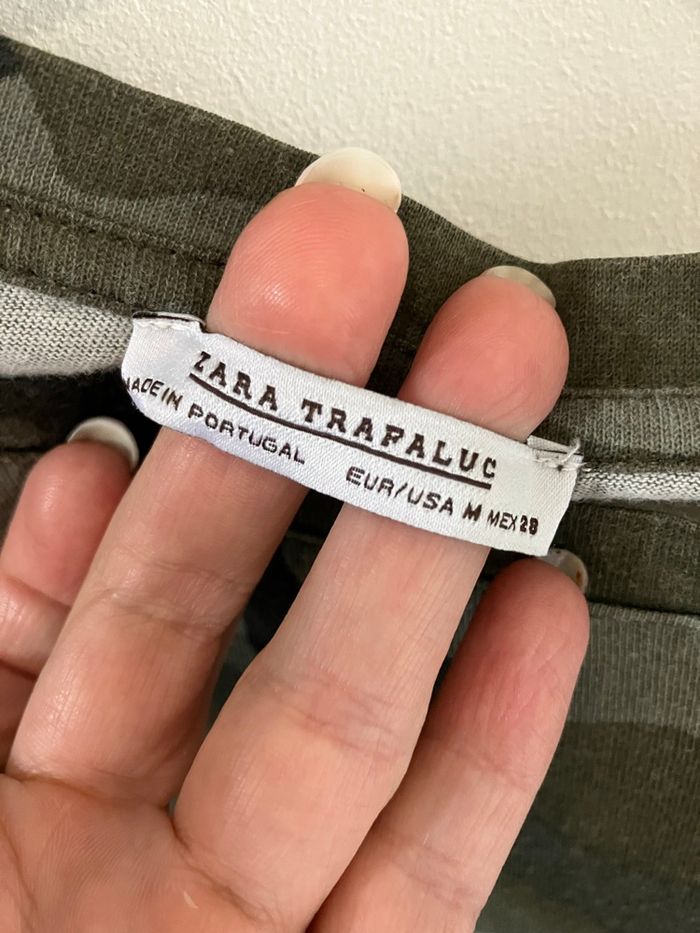 ZARA TRAFALUC
MADE IN PORTUGAL EUR/USA M MEX 28